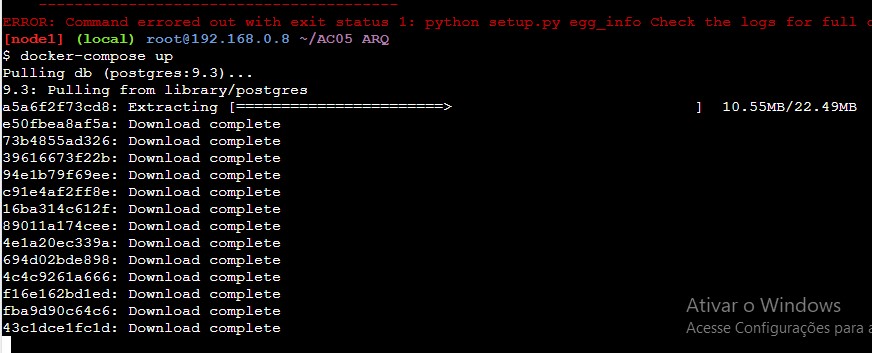 ----------------------------------------
ERROR: Command errored out with exit status 1: python setup.py egg_info Check the logs for full
[node1] (local) root@192.168.0.8 ~/AC05 ARQ
$ docker-compose up
Pulling db (postgres:9.3)...
9.3: Pulling from library/postgres
a5a6f2f73cd8: Extracting [=======================>                           ]  10.55MB/22.49MB
e50fbea8af5a: Download complete
73b4855ad326: Download complete
39616673f22b: Download complete
94e1b79f69ee: Download complete
c91e4af2ff8e: Download complete
16ba314c612f: Download complete
89011a174cee: Download complete
4e1a20ec339a: Download complete
694d02bde898: Download complete
4c4c9261a666: Download complete
f16e162bd1ed: Download complete
fba9d90c64c6: Download complete
43c1dce1fc1d: Download complete
Ativar o Windows
Acesse Configurações para a